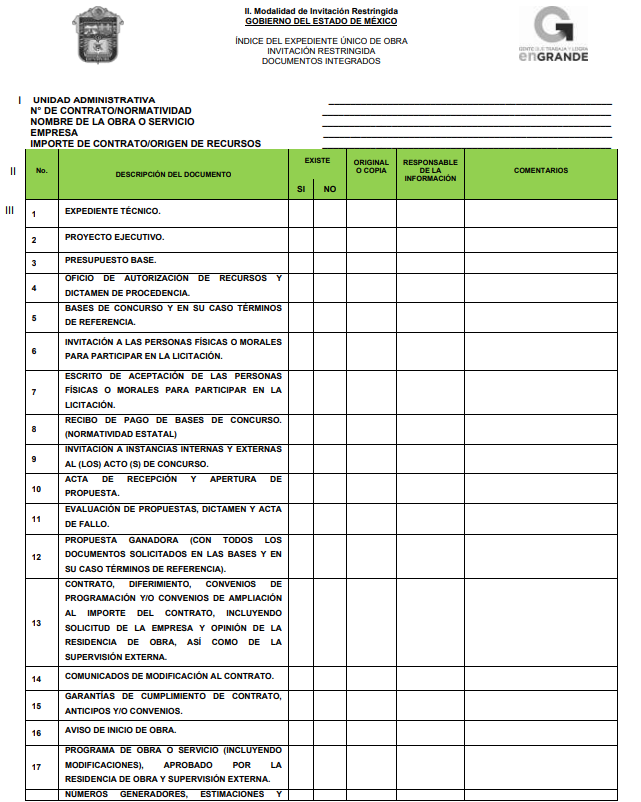 II. Modalidad de Invitación Restringida
GOBIERNO DEL ESTADO DE MÉXICO
ÍNDICE DEL EXPEDIENTE ÚNICO DE OBRA
INVITACIÓN RESTRINGIDA
DOCUMENTOS INTEGRADOS
GENTE QUE TRABAJA Y LOGRA
enGRANDE
I UNIDAD ADMINISTRATIVA
N° DE CONTRATO/NORMATIVIDAD
NOMBRE DE LA OBRA O SERVICIO
EMPRESA
IMPORTE DE CONTRATO/ORIGEN DE RECURSOS
II
No.
DESCRIPCIÓN DEL DOCUMENTO
EXISTE
SI NO
ORIGINAL
O COPIA
RESPONSABLE
DE LA
INFORMACIÓN
COMENTARIOS
III
1 EXPEDIENTE TÉCNICO.
2 PROYECTO EJECUTIVO.
3 PRESUPUESTO BASE.
4 OFICIO DE AUTORIZACIÓN DE RECURSOS Y
DICTAMEN DE PROCEDENCIA.
5 BASES DE CONCURSO Y EN SU CASO TÉRMINOS
DE REFERENCIA.
6 INVITACIÓN A LAS PERSONAS FÍSICAS O MORALES
PARA PARTICIPAR EN LA LICITACIÓN.
7 ESCRITO DE ACEPTACIÓN DE LAS PERSONAS
FÍSICAS O MORALES PARA PARTICIPAR EN LA
LICITACIÓN.
8 RECIBO DE PAGO DE BASES DE CONCURSO.
(NORMATIVIDAD ESTATAL)
9 INVITACIÓN A INSTANCIAS INTERNAS Y EXTERNAS
AL (LOS) ACTO (S) DE CONCURSO.
10 ACTA DE RECEPCIÓN Y APERTURA DE
PROPUESTA.
11 EVALUACIÓN DE PROPUESTAS, DICTAMEN Y ACTA
DE FALLO.
12 PROPUESTA GANADORA (CON TODOS LOS
DOCUMENTOS SOLICITADOS EN LAS BASES Y EN
SU CASO TÉRMINOS DE REFERENCIA).
13 CONTRATO, DIFERIMIENTO, CONVENIOS DE
PROGRAMACIÓN Y/O CONVENIOS DE AMPLIACIÓN
AL IMPORTE DEL CONTRATO, INCLUYENDO
SOLICITUD DE LA EMPRESA Y OPINIÓN DE LA
RESIDENCIA DE OBRA, ASÍ COMO DE LA
SUPERVISIÓN EXTERNA.
14 COMUNICADOS DE MODIFICACIÓN AL CONTRATO.
15 GARANTÍAS DE CUMPLIMIENTO DE CONTRATO,
ANTICIPOS Y/O CONVENIOS.
16 AVISO DE INICIO DE OBRA.
17 PROGRAMA DE OBRA O SERVICIO (INCLUYENDO
MODIFICACIONES), APROBADO POR LA
RESIDENCIA DE OBRA Y SUPERVISIÓN EXTERNA.
NÚMEROS GENERADORES, ESTIMACIONES Y